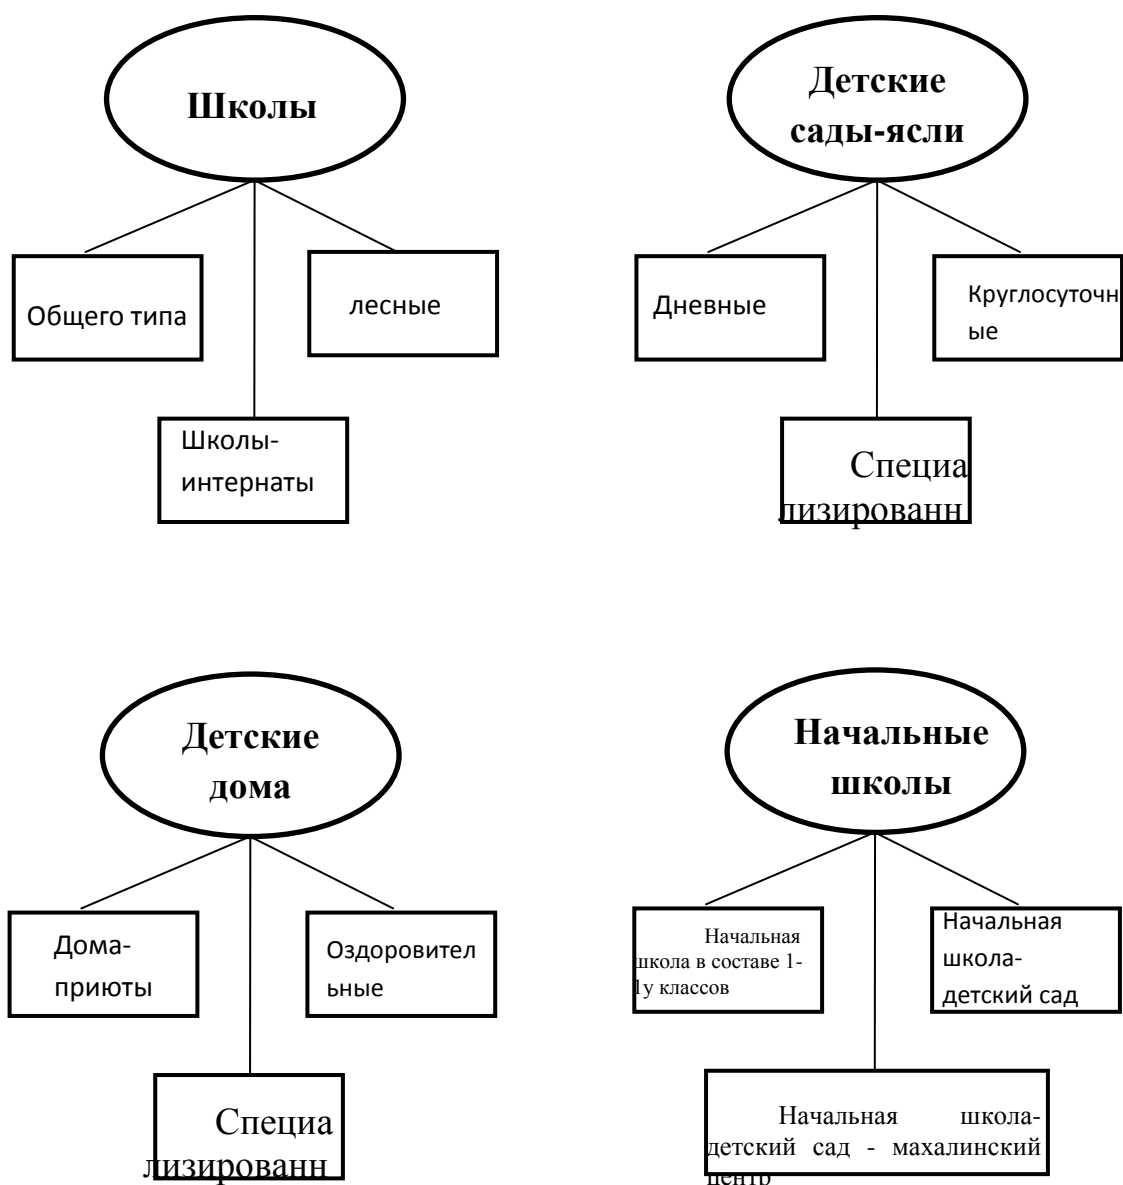 Школы
Общего типа
лесные
Школы-
интернаты
Детские
сады-ясли
Дневные
Круглосуточн
ые
Специа
лизированн
Детские
дома
Дома-
приюты
Оздоровител
ьные
Специа
лизированн
Начальные
школы
Начальная
школа в составе 1-
1у классов
Начальная
школа-
детский сад
Начальная школа-
детский сад - махалинский
центр